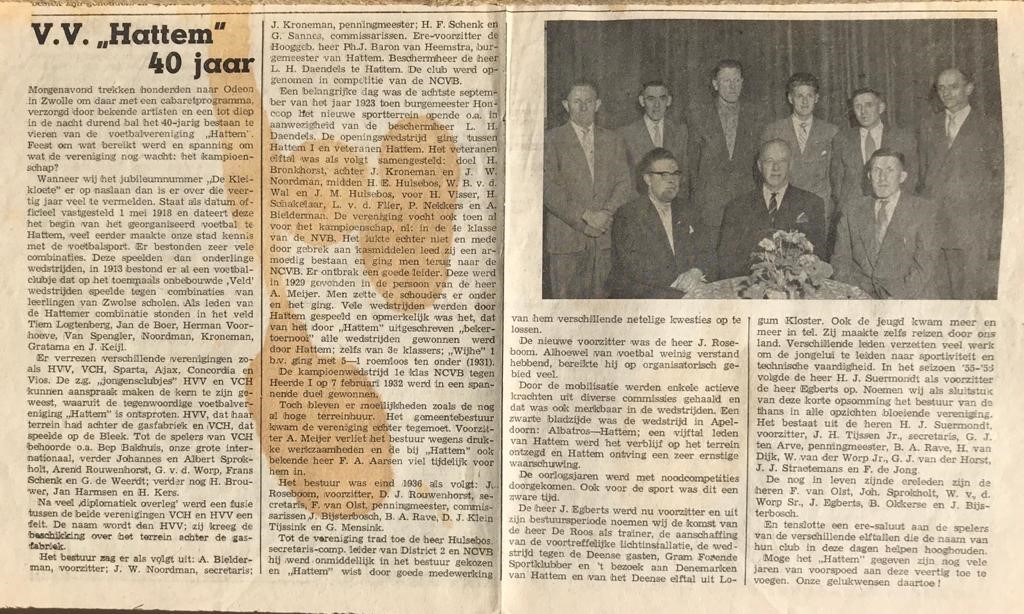 V.V. „Hattem"
40 jaar
Morgenavond trekken honderden naar Odeon
in Zwolle om daar met een cabaretprogramma,
verzorgd door bekende artisten en een tot diep
in de nacht durend bal het 40-jarig bestaan te
vieren van de voetbalvereniging „Hattem".
Feest om wat bereikt werd en spanning om
wat de vereniging nog wacht: het kampioen-
schap?
Wanneer wij het jubileumnummer „De Klei-
kloete" er op naslaan dan is er over die veer-
tig jaar veel te vermelden. Staat als datum of-
ficieel vastgesteld 1 mei 1918 en dateert deze
het begin van het georganiseerd voetbal te
Hattem, veel eerder maakte onze stad kennis
met de voetbalsport. Er bestonden zeer vele
combinaties. Deze speelden dan onderlinge
wedstrijden, in 1913 bestond er al een voetbal-
clubje dat op het toenmaals onbebouwde „Veld"
wedstrijden speelde tegen combinaties van
leerlingen van Zwolse scholen. Als leden van
de Hattemer combinatie stonden in het veld
Tiem Logtenberg, Jan de Boer, Herman Voor-
hoeve, Van Spengler, Noordman, Kroneman,
Gratama en J. Keijl.
Er verrezen verschillende verenigingen zo-
als HVV, VCH, Sparta, Ajax, Concordia en
Vios. De z.g. „jongensclubjes" HVV en VCH
kunnen aanspraak maken de kern te zijn ge-
weest, waaruit de tegenwoordige voetbalver-
eniging „Hattem" is ontsproten. HVV, dat haar
terrein had achter de gasfabriek en VCH, dat
speelde op de Bleek. Tot de spelers van VCH
behoorde o.a. Bep Bakhuis, onze grote inter-
nationaal, verder Johannes en Albert Sprok-
holt, Arend Rouwenhorst, G. v. d. Worp, Frans
Schenk en G. de Weerdt; verder nog H. Brou-
wer, Jan Harmsen en H. Kers.
Na veel „diplomatiek overleg" werd een fusie
tussen de beide verenigingen VCH en HVV een
feit. De naam wordt dan HVV; zij kreeg de
beschikking over het terrein achter de gas-
fabriek.
Het bestuur zag er als volgt uit: A. Bielder-
man, voorzitter; J. W. Noordman, secretaris;
J. Kroneman, penningmeester; H. F. Schenk en
G. Sannes, commissarissen. Ere-voorzitter de
Hooggeb. heer Ph.J. Baron van Heemstra, bur-
gemeester van Hattem. Beschermheer de heer
L. H. Daendels te Hattem. De club werd op-
genomen in competitie van de NCVB.
Een belangrijke dag was de achtste septem-
ber van het jaar 1923 toen burgemeester Hon-
coop het nieuwe sportterrein opende o.a. in
aanwezigheid van de beschermheer L. H.
Daendels. De openingswedstrijd ging tussen
Hattem I en veteranen Hattem. Het veteranen
elftal was als volgt samengesteld: doel H.
Bronkhorst, achter J. Kroneman en J. W.
Noordman, midden H. E. Hulsebos, W. B. v. d.
Wal en J. M. Hulsebos, voor H. Visser, H.
Schakelaar, L. v. d. Flier, P. Nekkers en A.
Bielderman. De vereniging vocht ook toen al
voor het kampioenschap, nl: in de 4e klasse
van de NVB. Het lukte echter niet en mede
door gebrek aan kasmiddelen leed zij een ar-
moedig bestaan en ging men terug naar de
NCVB. Er ontbrak een goede leider. Deze werd
in 1929 gevonden in de persoon van de heer
A. Meijer. Men zette de schouders er onder
en het ging. Vele wedstrijden werden door
Hattem gespeeld en opmerkelijk was het, dat
van het door „Hattem" uitgeschreven „beker-
toernooi" alle wedstrijden gewonnen werd
door Hattem; zelfs van 3e klassers; „Wijhe" 1
b.v. ging met 5—1 roemloos ten onder (1931).
De kampioenwedstrijd 1e klas NCVB tegen
Heerde I op 7 februari 1932 werd in een span-
nende duel gewonnen.
Toch bleven er moeilijkheden zoals de nog
al hoge terreinhuur. Het gemeentebestuur
kwam de vereniging echter tegemoet. Voorzit-
ter A. Meijer verliet het bestuur wegens druk-
ke werkzaamheden en de bij „Hattem" ook
bekende heer F. A. Aarsen viel tijdelijk voor
hem in.
Het bestuur was eind 1936 als volgt: J.
Roseboom, voorzitter, D. J. Rouwenhorst, se-
cretaris, F. van Olst, penningmeester, commis-
sarissen J. Bijsterbosch, B. A. Rave, D. J. Klein
Tijssink en G. Mensink.
Tot de vereniging trad toe de heer Hulsebos,
secretaris-comp. leider van District 2 en NCVB
hij werd onmiddellijk in het bestuur gekozen
en „Hattem" wist door goede medewerking
van hem verschillende netelige kwesties op te
lossen.
De nieuwe voorzitter was de heer J. Rose-
boom. Alhoewel van voetbal weinig verstand
hebbend, bereikte hij op organisatorisch ge-
bied veel.
Door de mobilisatie werden enkele actieve
krachten uit diverse commissies gehaald en
dat was ook merkbaar in de wedstrijden. Een
zware bladzijde was de wedstrijd in Apel-
doorn: Albatros—Hattem; een vijftal leden
van Hattem werd het verblijf op het terrein
ontzegd en Hattem ontving een zeer ernstige
waarschuwing.
De oorlogsjaren werd met noodcompetities
doorgekomen. Ook voor de sport was dit een
zware tijd.
De heer J. Egberts werd nu voorzitter en uit
zijn bestuursperiode noemen wij de komst van
de heer De Roos als trainer, de aanschaffing
van de voortreffelijke lichtinstallatie, de wed-
strijd tegen de Deense gasten, Gram Forende
Sportklubber en 't bezoek aan Denemarken
van Hattem en van het Deense elftal uit Lo-
gum Kloster. Ook de jeugd kwam meer en
meer in tel. Zij maakte zelfs reizen door ons
land. Verschillende leden verzetten veel werk
om de jongelui te leiden naar sportiviteit en
technische vaardigheid. In het seizoen '55-'56
volgde de heer H. J. Suermondt als voorzitter
de heer Egberts op. Noemen wij als sluitstuk
van deze korte opsomming het bestuur van de
thans in alle opzichten bloeiende vereniging.
Het bestaat uit de heren H. J. Suermondt,
voorzitter, J. H. Tijssen Jr., secretaris, G. J.
ten Arve, penningmeester, B. A. Rave, H. van
Dijk, W. van der Worp Jr., G. J. van der Horst,
J. J. Straetemans en F. de Jong.
De nog in leven zijnde ereleden zijn de
heren F. van Olst, Joh. Sprokholt, W. v. d.
Worp Sr., J. Egberts, B. Okkerse en J. Bijs-
terbosch.
En tenslotte een ere-saluut aan de spelers
van de verschillende elftallen die de naam van
hun club in deze dagen helpen hooghouden.
Moge het „Hattem" gegeven zijn nog vele
jaren van voorspoed aan deze veertig toe te
voegen. Onze gelukwensen daartoe!